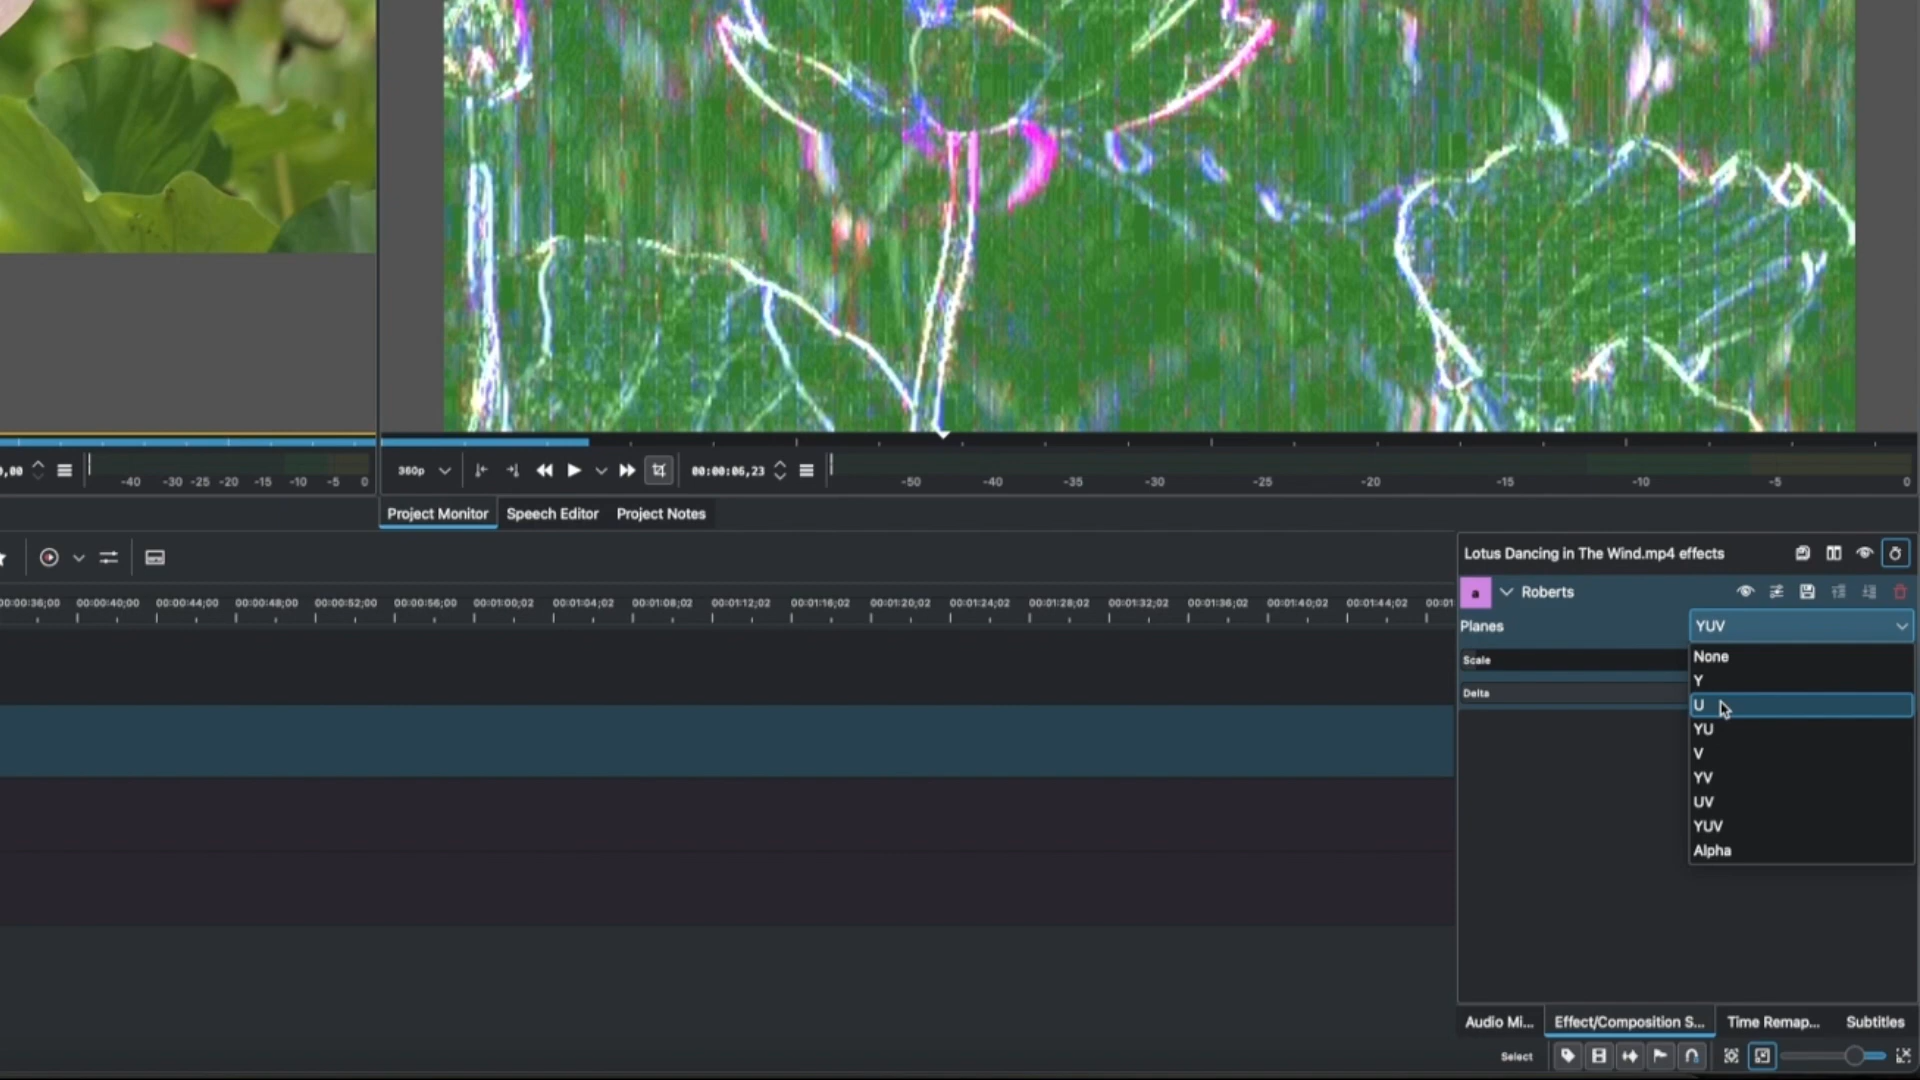 0,00
-40 -30 -25 -20 -15 -10 -5 0
360p
00:00:06,23
-50 -40 -35 -30 -25 -20 -15 -10 -5 0
Project Monitor Speech Editor Project Notes
Lotus Dancing in The Wind.mp4 effects
00:00:36;00 00:00:40;00 00:00:44;00 00:00:48;00 00:00:52;00 00:00:56;00 00:01:00;02 00:01:04;02 00:01:08;02 00:01:12;02 00:01:16;02 00:01:20;02 00:01:24;02 00:01:28;02 00:01:32;02 00:01:36;02 00:01:40;02 00:01:44;02 00:01
a Roberts
Planes YUV
Scale
Delta
None
Y
U
YU
V
YV
UV
YUV
Alpha
Audio Mi... Effect/Composition S... Time Remap... Subtitles
Select